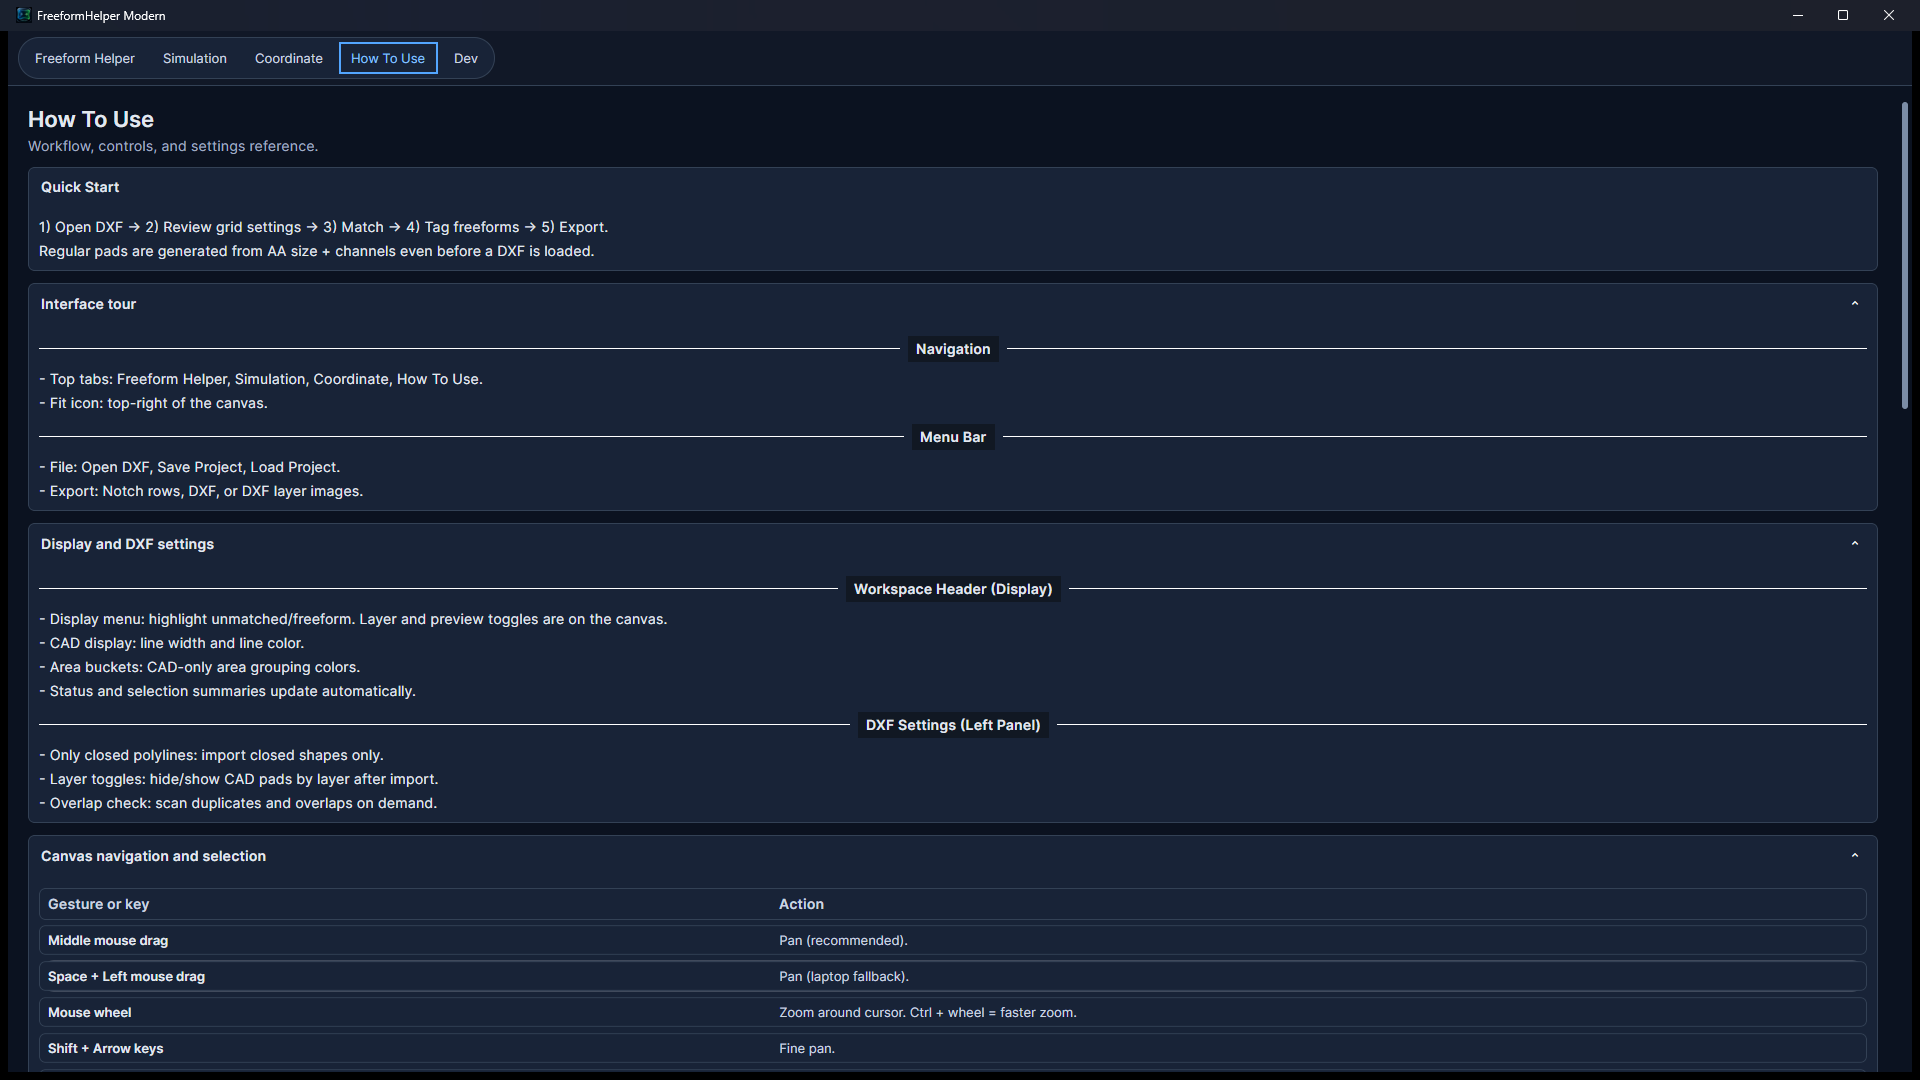 FreeformHelper Modern
Freeform Helper Simulation Coordinate How To Use Dev
How To Use
Workflow, controls, and settings reference.
Quick Start
1) Open DXF → 2) Review grid settings → 3) Match → 4) Tag freeforms → 5) Export.
Regular pads are generated from AA size + channels even before a DXF is loaded.
Interface tour
Navigation
- Top tabs: Freeform Helper, Simulation, Coordinate, How To Use.
- Fit icon: top-right of the canvas.
Menu Bar
- File: Open DXF, Save Project, Load Project.
- Export: Notch rows, DXF, or DXF layer images.
Display and DXF settings
Workspace Header (Display)
- Display menu: highlight unmatched/freeform. Layer and preview toggles are on the canvas.
- CAD display: line width and line color.
- Area buckets: CAD-only area grouping colors.
- Status and selection summaries update automatically.
DXF Settings (Left Panel)
- Only closed polylines: import closed shapes only.
- Layer toggles: hide/show CAD pads by layer after import.
- Overlap check: scan duplicates and overlaps on demand.
Canvas navigation and selection
Gesture or key Action
Middle mouse drag Pan (recommended).
Space + Left mouse drag Pan (laptop fallback).
Mouse wheel Zoom around cursor. Ctrl + wheel = faster zoom.
Shift + Arrow keys Fine pan.